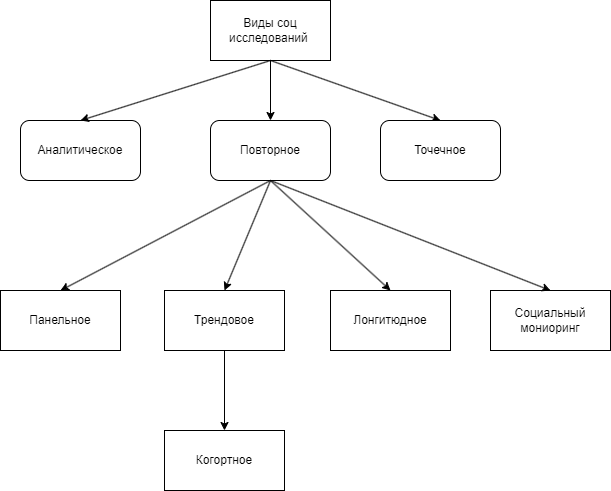 Виды соц
исследований
Аналитическое
Повторное
Точечное
Панельное
Трендовое
Лонгитюдное
Социальный
мониоринг
Когортное